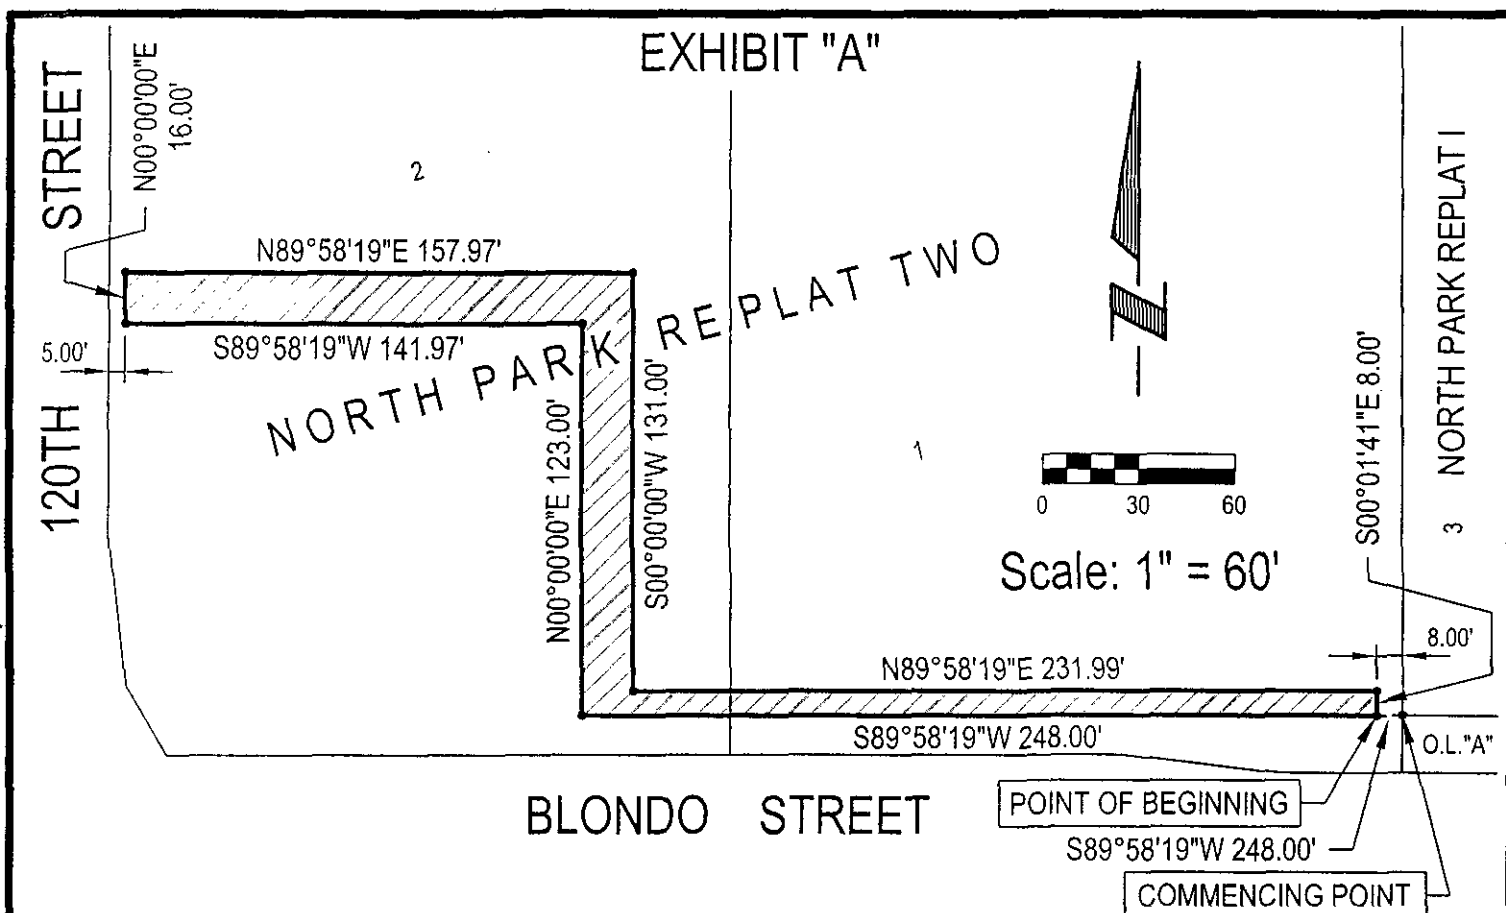 EXHIBIT "A"
120TH STREET
N00°00'00"E
16.00'
2
N89°58'19"E 157.97'
S89°58'19"W 141.97'
5.00'
NORTH PARK REPLAT TWO
N00°00'00"E 123.00'
S00°00'00"W 131.00'
1
0 30 60
Scale: 1" = 60'
S00°01'41"E 8.00'
3 NORTH PARK REPLAT I
8.00'
N89°58'19"E 231.99'
S89°58'19"W 248.00'
O.L."A"
BLONDO STREET
POINT OF BEGINNING
S89°58'19"W 248.00'
COMMENCING POINT